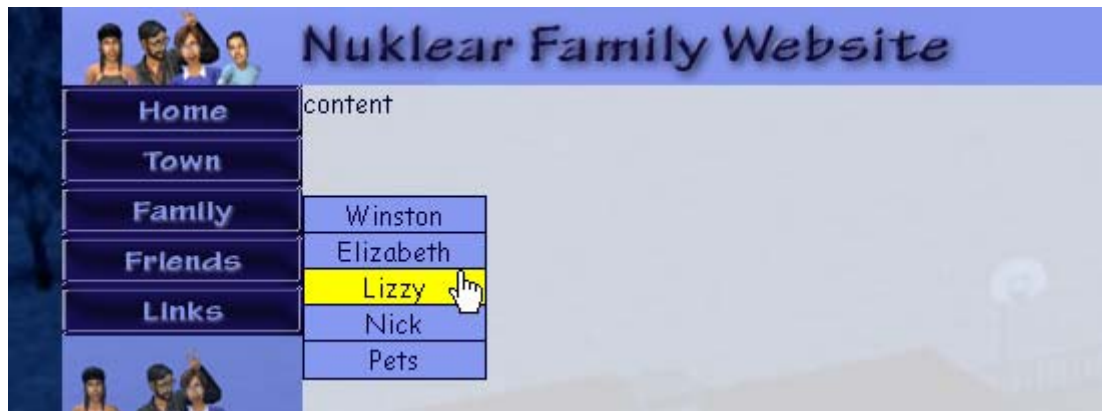 Nuklear Family Website
Home
Town
Family
Friends
Links
content
Winston
Elizabeth
Lizzy
Nick
Pets